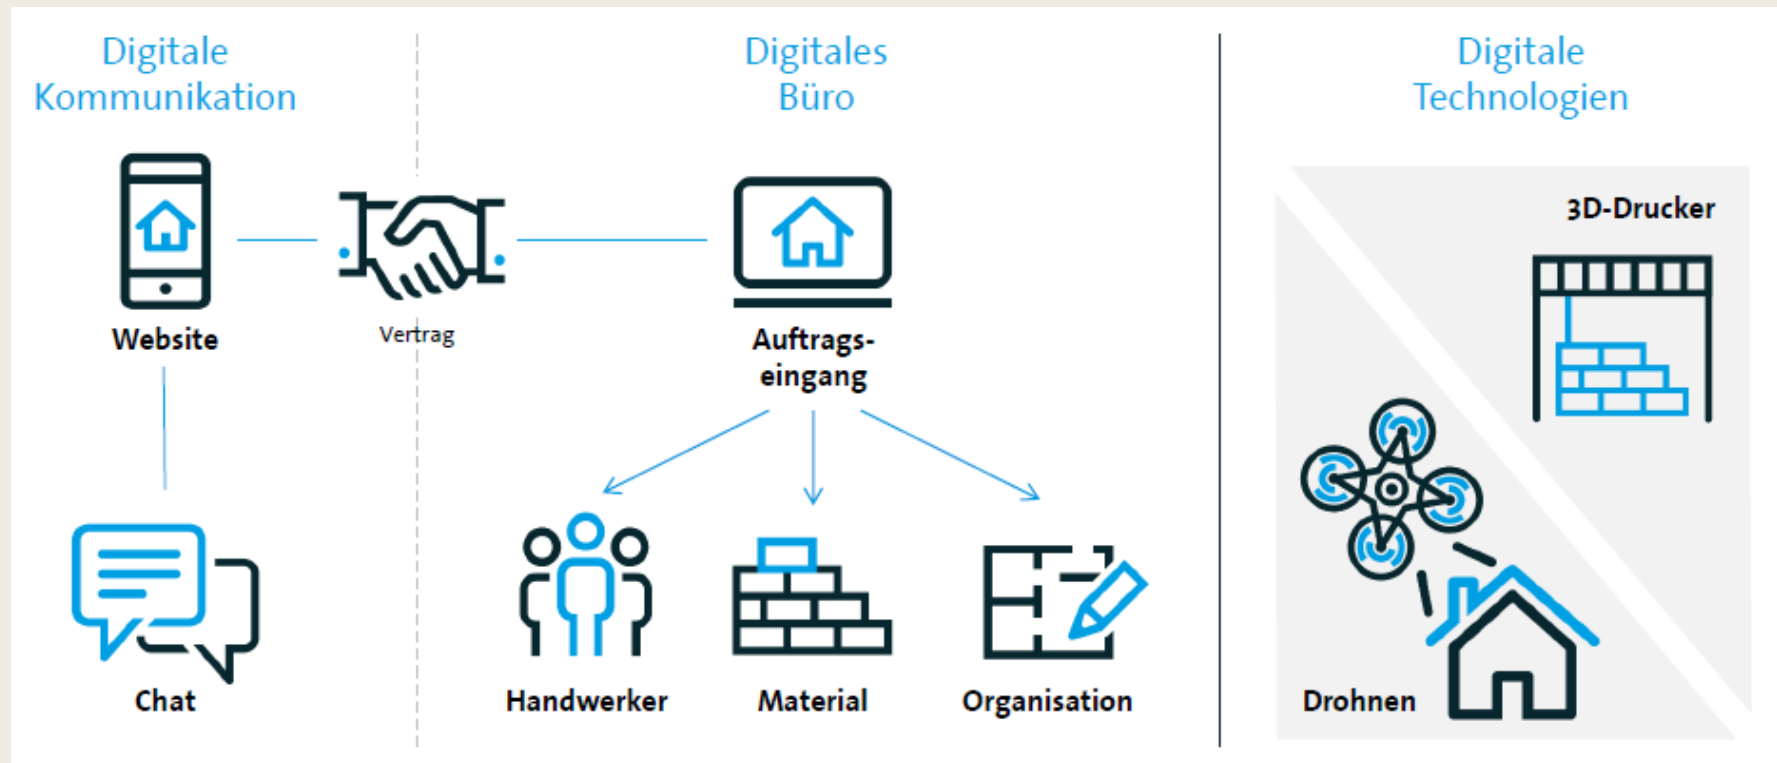 Digitale
Kommunikation
Website
Chat
Vertrag
Digitales
Büro
Auftrags-
eingang
Handwerker
Material
Organisation
Digitale
Technologien
3D-Drucker
Drohnen